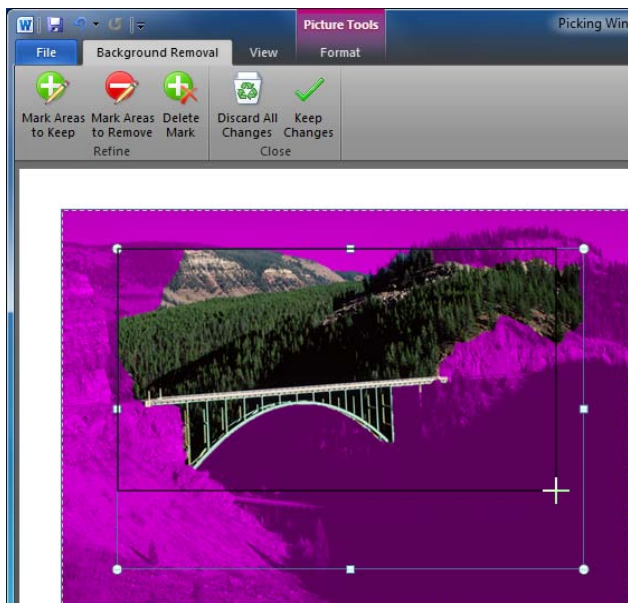 W
Picture Tools
Picking Win
File
Background Removal
View
Format
Mark Areas to Keep
Mark Areas to Remove
Delete Mark
Discard All Changes
Keep Changes
Refine
Close